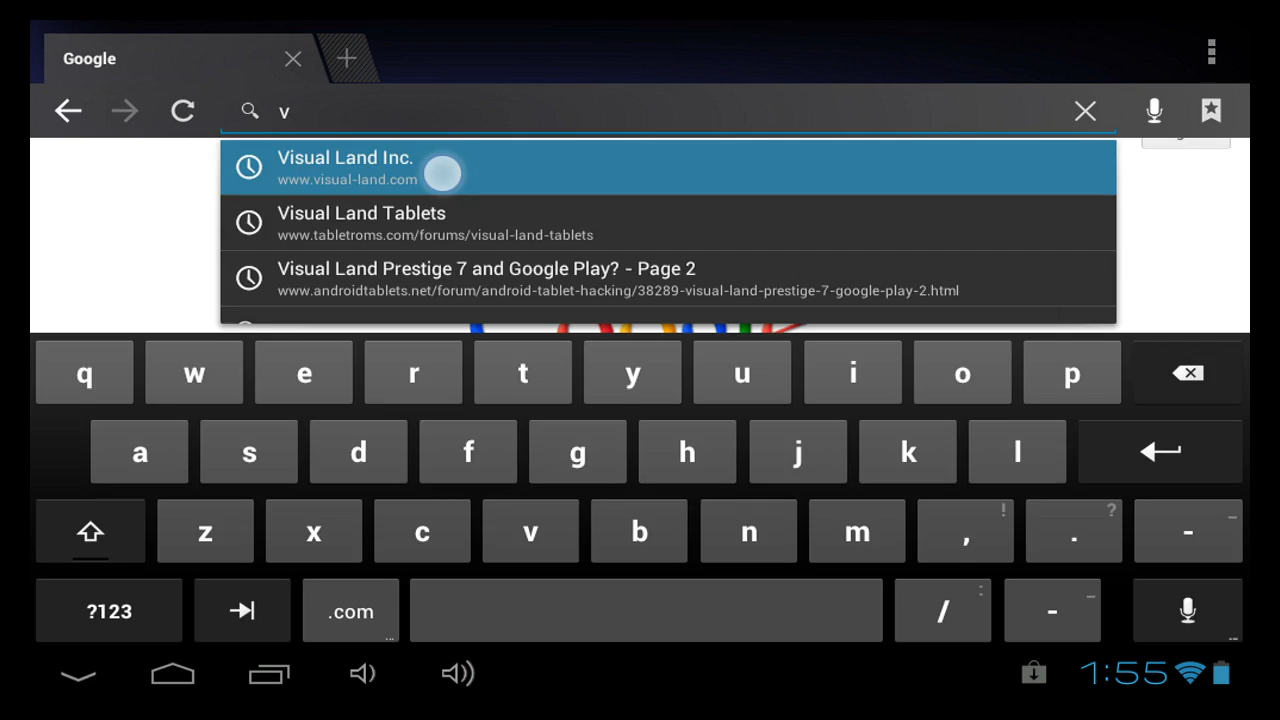 Google
v
Visual Land Inc.
www.visual-land.com
Visual Land Tablets
www.tabletroms.com/forums/visual-land-tablets
Visual Land Prestige 7 and Google Play? - Page 2
www.androidtablets.net/forum/android-tablet-hacking/38289-visual-land-prestige-7-google-play-2.html
q w e r t y u i o p
a s d f g h j k l
! ? _
z x c v b n m , . -
: _
?123 .com / -
... ...
1:55